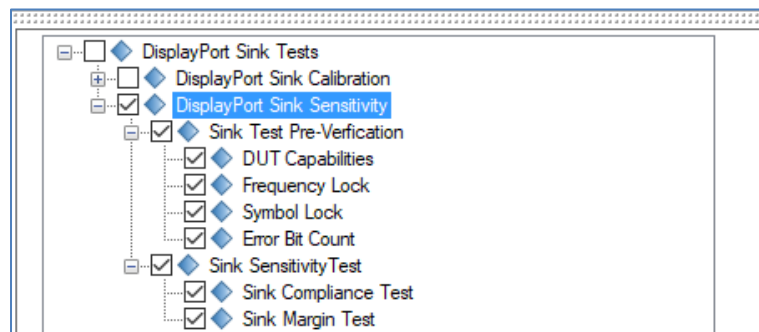 DisplayPort Sink Tests
DisplayPort Sink Calibration
DisplayPort Sink Sensitivity
Sink Test Pre-Verfication
DUT Capabilities
Frequency Lock
Symbol Lock
Error Bit Count
Sink SensitivityTest
Sink Compliance Test
Sink Margin Test